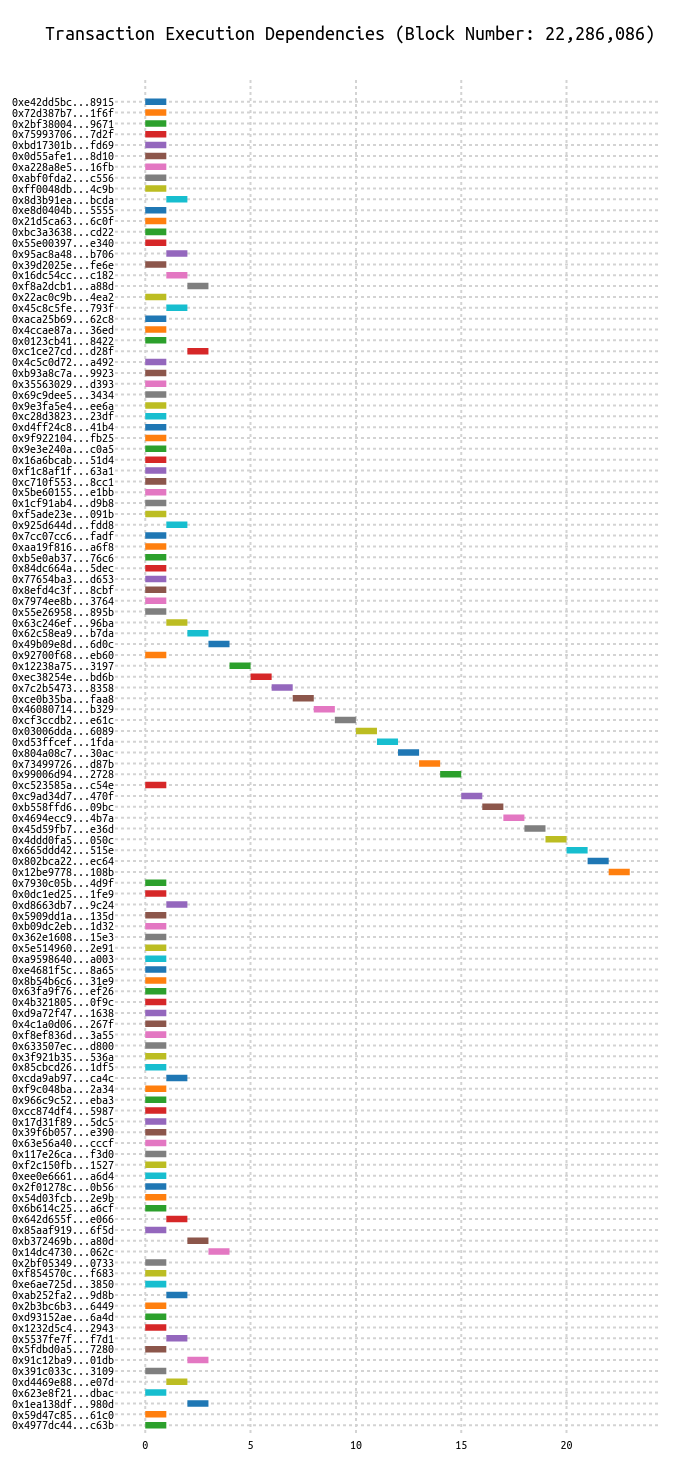 Transaction Execution Dependencies (Block Number: 22,286,086)
0xe42dd5bc...8915
0x72d387b7...1f6f
0x2bf38004...9671
0x75993706...7d2f
0xbd17301b...fd69
0x0d55afe1...8d10
0xa228a8e5...16fb
0xabf0fda2...c556
0xff0048db...4c9b
0x8d3b91ea...bcda
0xe8d0404b...5555
0x21d5ca63...6c0f
0xbc3a3638...cd22
0x55e00397...e340
0x95ac8a48...b706
0x39d2025e...fe6e
0x16dc54cc...c182
0xf8a2dcb1...a88d
0x22ac0c9b...4ea2
0x45c8c5fe...793f
0xaca25b69...62c8
0x4ccae87a...36ed
0x0123cb41...8422
0xc1ce27cd...d28f
0x4c5c0d72...a492
0xb93a8c7a...9923
0x35563029...d393
0x69c9dee5...3434
0x9e3fa5e4...ee6a
0xc28d3823...23df
0xd4ff24c8...41b4
0x9f922104...fb25
0x9e3e240a...c0a5
0x16a6bcab...51d4
0xf1c8af1f...63a1
0xc710f553...8cc1
0x5be60155...e1bb
0x1cf91ab4...d9b8
0xf5ade23e...091b
0x925d644d...fdd8
0x7cc07cc6...fadf
0xaa19f816...a6f8
0xb5e0ab37...76c6
0x84dc664a...5dec
0x77654ba3...d653
0x8efd4c3f...8cbf
0x7974ee8b...3764
0x55e26958...895b
0x63c246ef...96ba
0x62c58ea9...b7da
0x49b09e8d...6d0c
0x92700f68...eb60
0x12238a75...3197
0xec38254e...bd6b
0x7c2b5473...8358
0xce0b35ba...faa8
0x46080714...b329
0xcf3ccdb2...e61c
0x03006dda...6089
0xd53ffcef...1fda
0x804a08c7...30ac
0x73499726...d87b
0x99006d94...2728
0xc523585a...c54e
0xc9ad34d7...470f
0xb558ffd6...09bc
0x4694ecc9...4b7a
0x45d59fb7...e36d
0x4ddd0fa5...050c
0x665ddd42...515e
0x802bca22...ec64
0x12be9778...108b
0x7930c05b...4d9f
0x0dc1ed25...1fe9
0xd8663db7...9c24
0x5909dd1a...135d
0xb09dc2eb...1d32
0x362e1608...15e3
0x5e514960...2e91
0xa9598640...a003
0xe4681f5c...8a65
0x8b54b6c6...31e9
0x63fa9f76...ef26
0x4b321805...0f9c
0xd9a72f47...1638
0x4c1a0d06...267f
0xf8ef836d...3a55
0x633507ec...d800
0x3f921b35...536a
0x85cbcd26...1df5
0xcda9ab97...ca4c
0xf9c048ba...2a34
0x966c9c52...eba3
0xcc874df4...5987
0x17d31f89...5dc5
0x39f6b057...e390
0x63e56a40...cccf
0x117e26ca...f3d0
0xf2c150fb...1527
0xee0e6661...a6d4
0x2f01278c...0b56
0x54d03fcb...2e9b
0x6b614c25...a6cf
0x642d655f...e066
0x85aaf919...6f5d
0xb372469b...a80d
0x14dc4730...062c
0x2bf05349...0733
0xf854570c...f683
0xe6ae725d...3850
0xab252fa2...9d8b
0x2b3bc6b3...6449
0xd93152ae...6a4d
0x1232d5c4...2943
0x5537fe7f...f7d1
0x5fdbd0a5...7280
0x91c12ba9...01db
0x391c033c...3109
0xd4469e88...e07d
0x623e8f21...dbac
0x1ea138df...980d
0x59d47c85...61c0
0x4977dc44...c63b
0 5 10 15 20